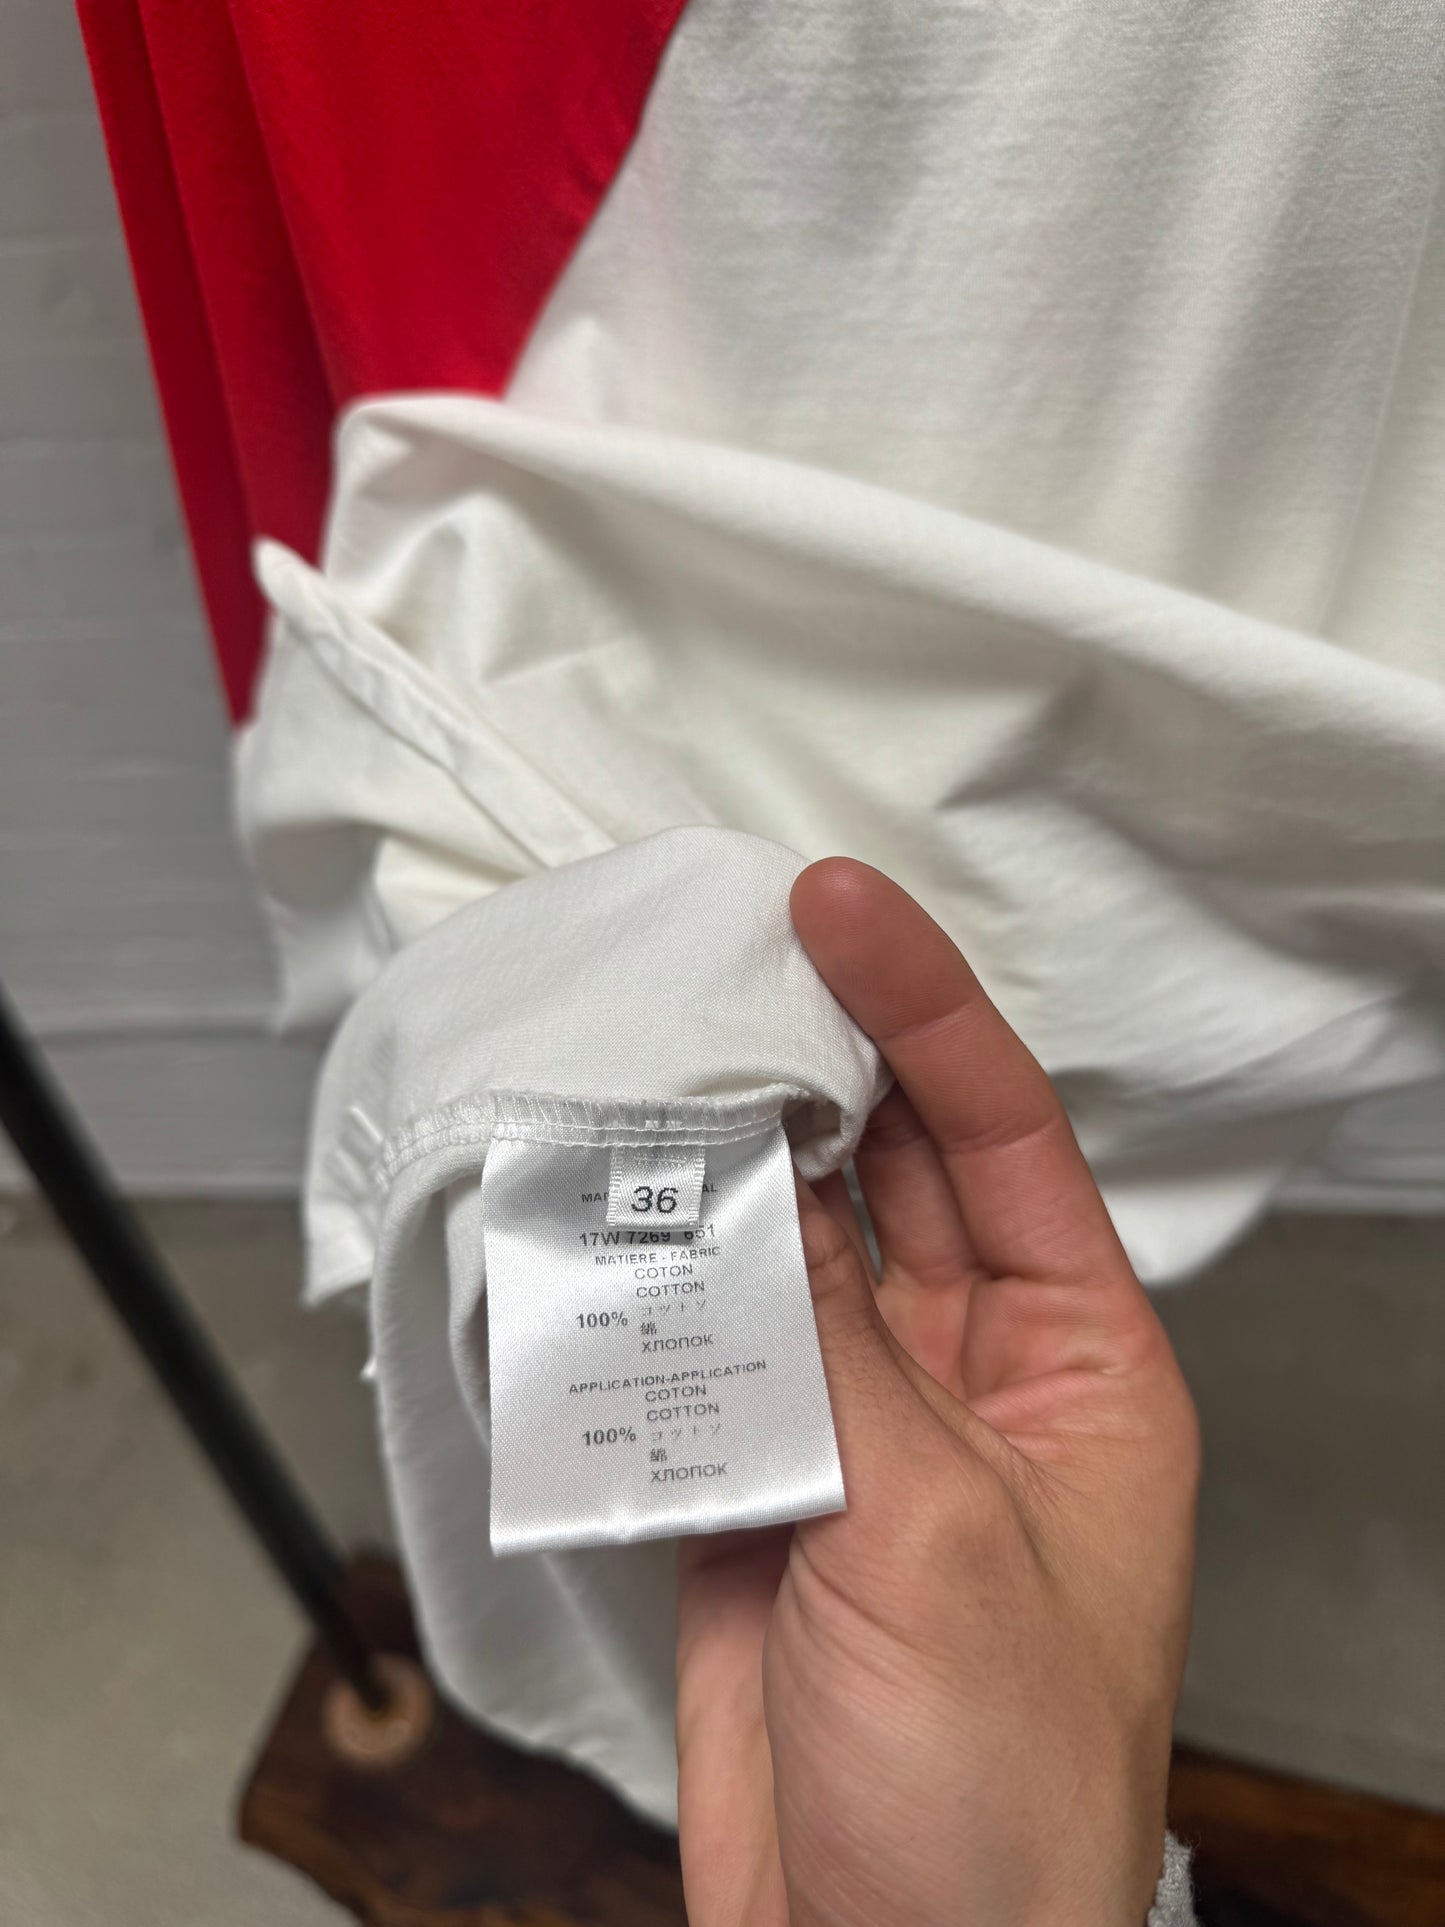 36
17W 7269 651
MATIERE - FABRIC
COTON
COTTON
100% コットン
綿
ХЛОПОК
APPLICATION-APPLICATION
COTON
COTTON
100% コットン
綿
ХЛОПОК